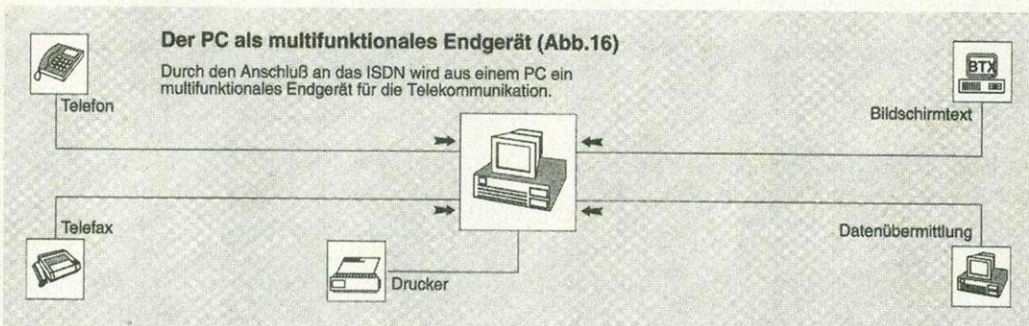 Der PC als multifunktionales Endgerät (Abb.16)
Durch den Anschluß an das ISDN wird aus einem PC ein
multifunktionales Endgerät für die Telekommunikation.
Telefon
BTX
Bildschirmtext
Telefax
Datenübermittlung
Drucker